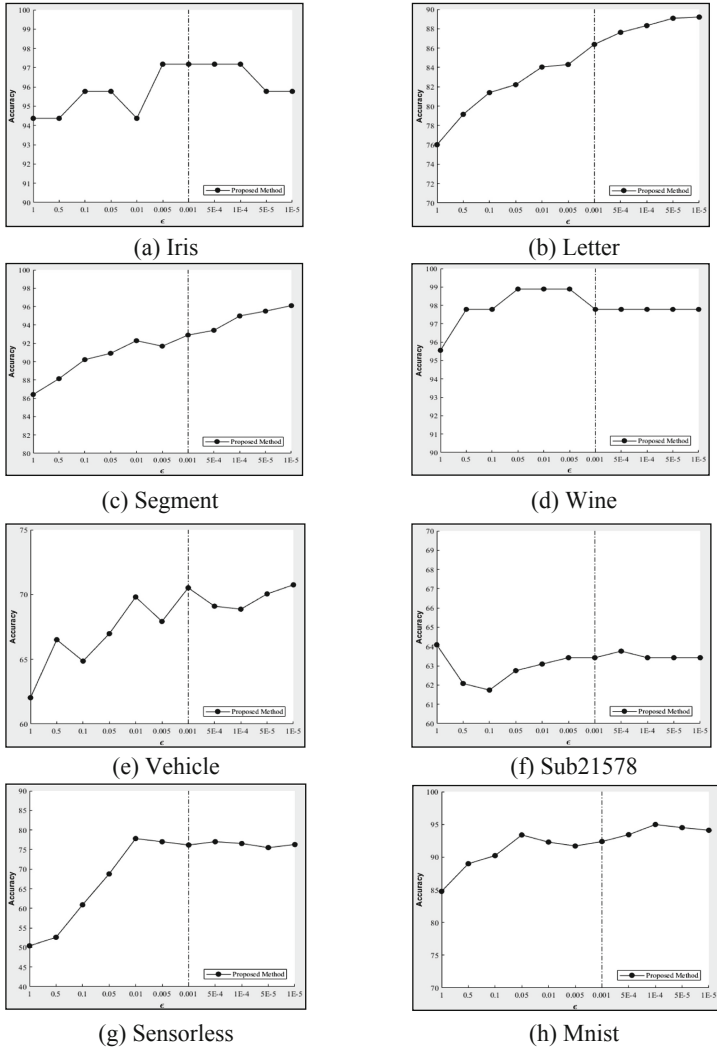 100
99
98
97
96
95
94
93
92
91
90
Accuracy
Proposed Method
1 0.5 0.1 0.05 0.01 0.005 0.001 5E-4 1E-4 5E-5 1E-5
ϵ
(a) Iris
90
88
86
84
82
80
78
76
74
72
70
Accuracy
Proposed Method
1 0.5 0.1 0.05 0.01 0.005 0.001 5E-4 1E-4 5E-5 1E-5
ϵ
(b) Letter
100
98
96
94
92
90
88
86
84
82
80
Accuracy
Proposed Method
1 0.5 0.1 0.05 0.01 0.005 0.001 5E-4 1E-4 5E-5 1E-5
ϵ
(c) Segment
100
99
98
97
96
95
94
93
92
91
90
Accuracy
Proposed Method
1 0.5 0.1 0.05 0.01 0.005 0.001 5E-4 1E-4 5E-5 1E-5
ϵ
(d) Wine
75
70
65
60
Accuracy
Proposed Method
1 0.5 0.1 0.05 0.01 0.005 0.001 5E-4 1E-4 5E-5 1E-5
ϵ
(e) Vehicle
70
69
68
67
66
65
64
63
62
61
60
Accuracy
Proposed Method
1 0.5 0.1 0.05 0.01 0.005 0.001 5E-4 1E-4 5E-5 1E-5
ϵ
(f) Sub21578
90
85
80
75
70
65
60
55
50
45
40
Accuracy
Proposed Method
1 0.5 0.1 0.05 0.01 0.005 0.001 5E-4 1E-4 5E-5 1E-5
ϵ
(g) Sensorless
100
95
90
85
80
75
70
Accuracy
Proposed Method
1 0.5 0.1 0.05 0.01 0.005 0.001 5E-4 1E-4 5E-5 1E-5
ϵ
(h) Mnist